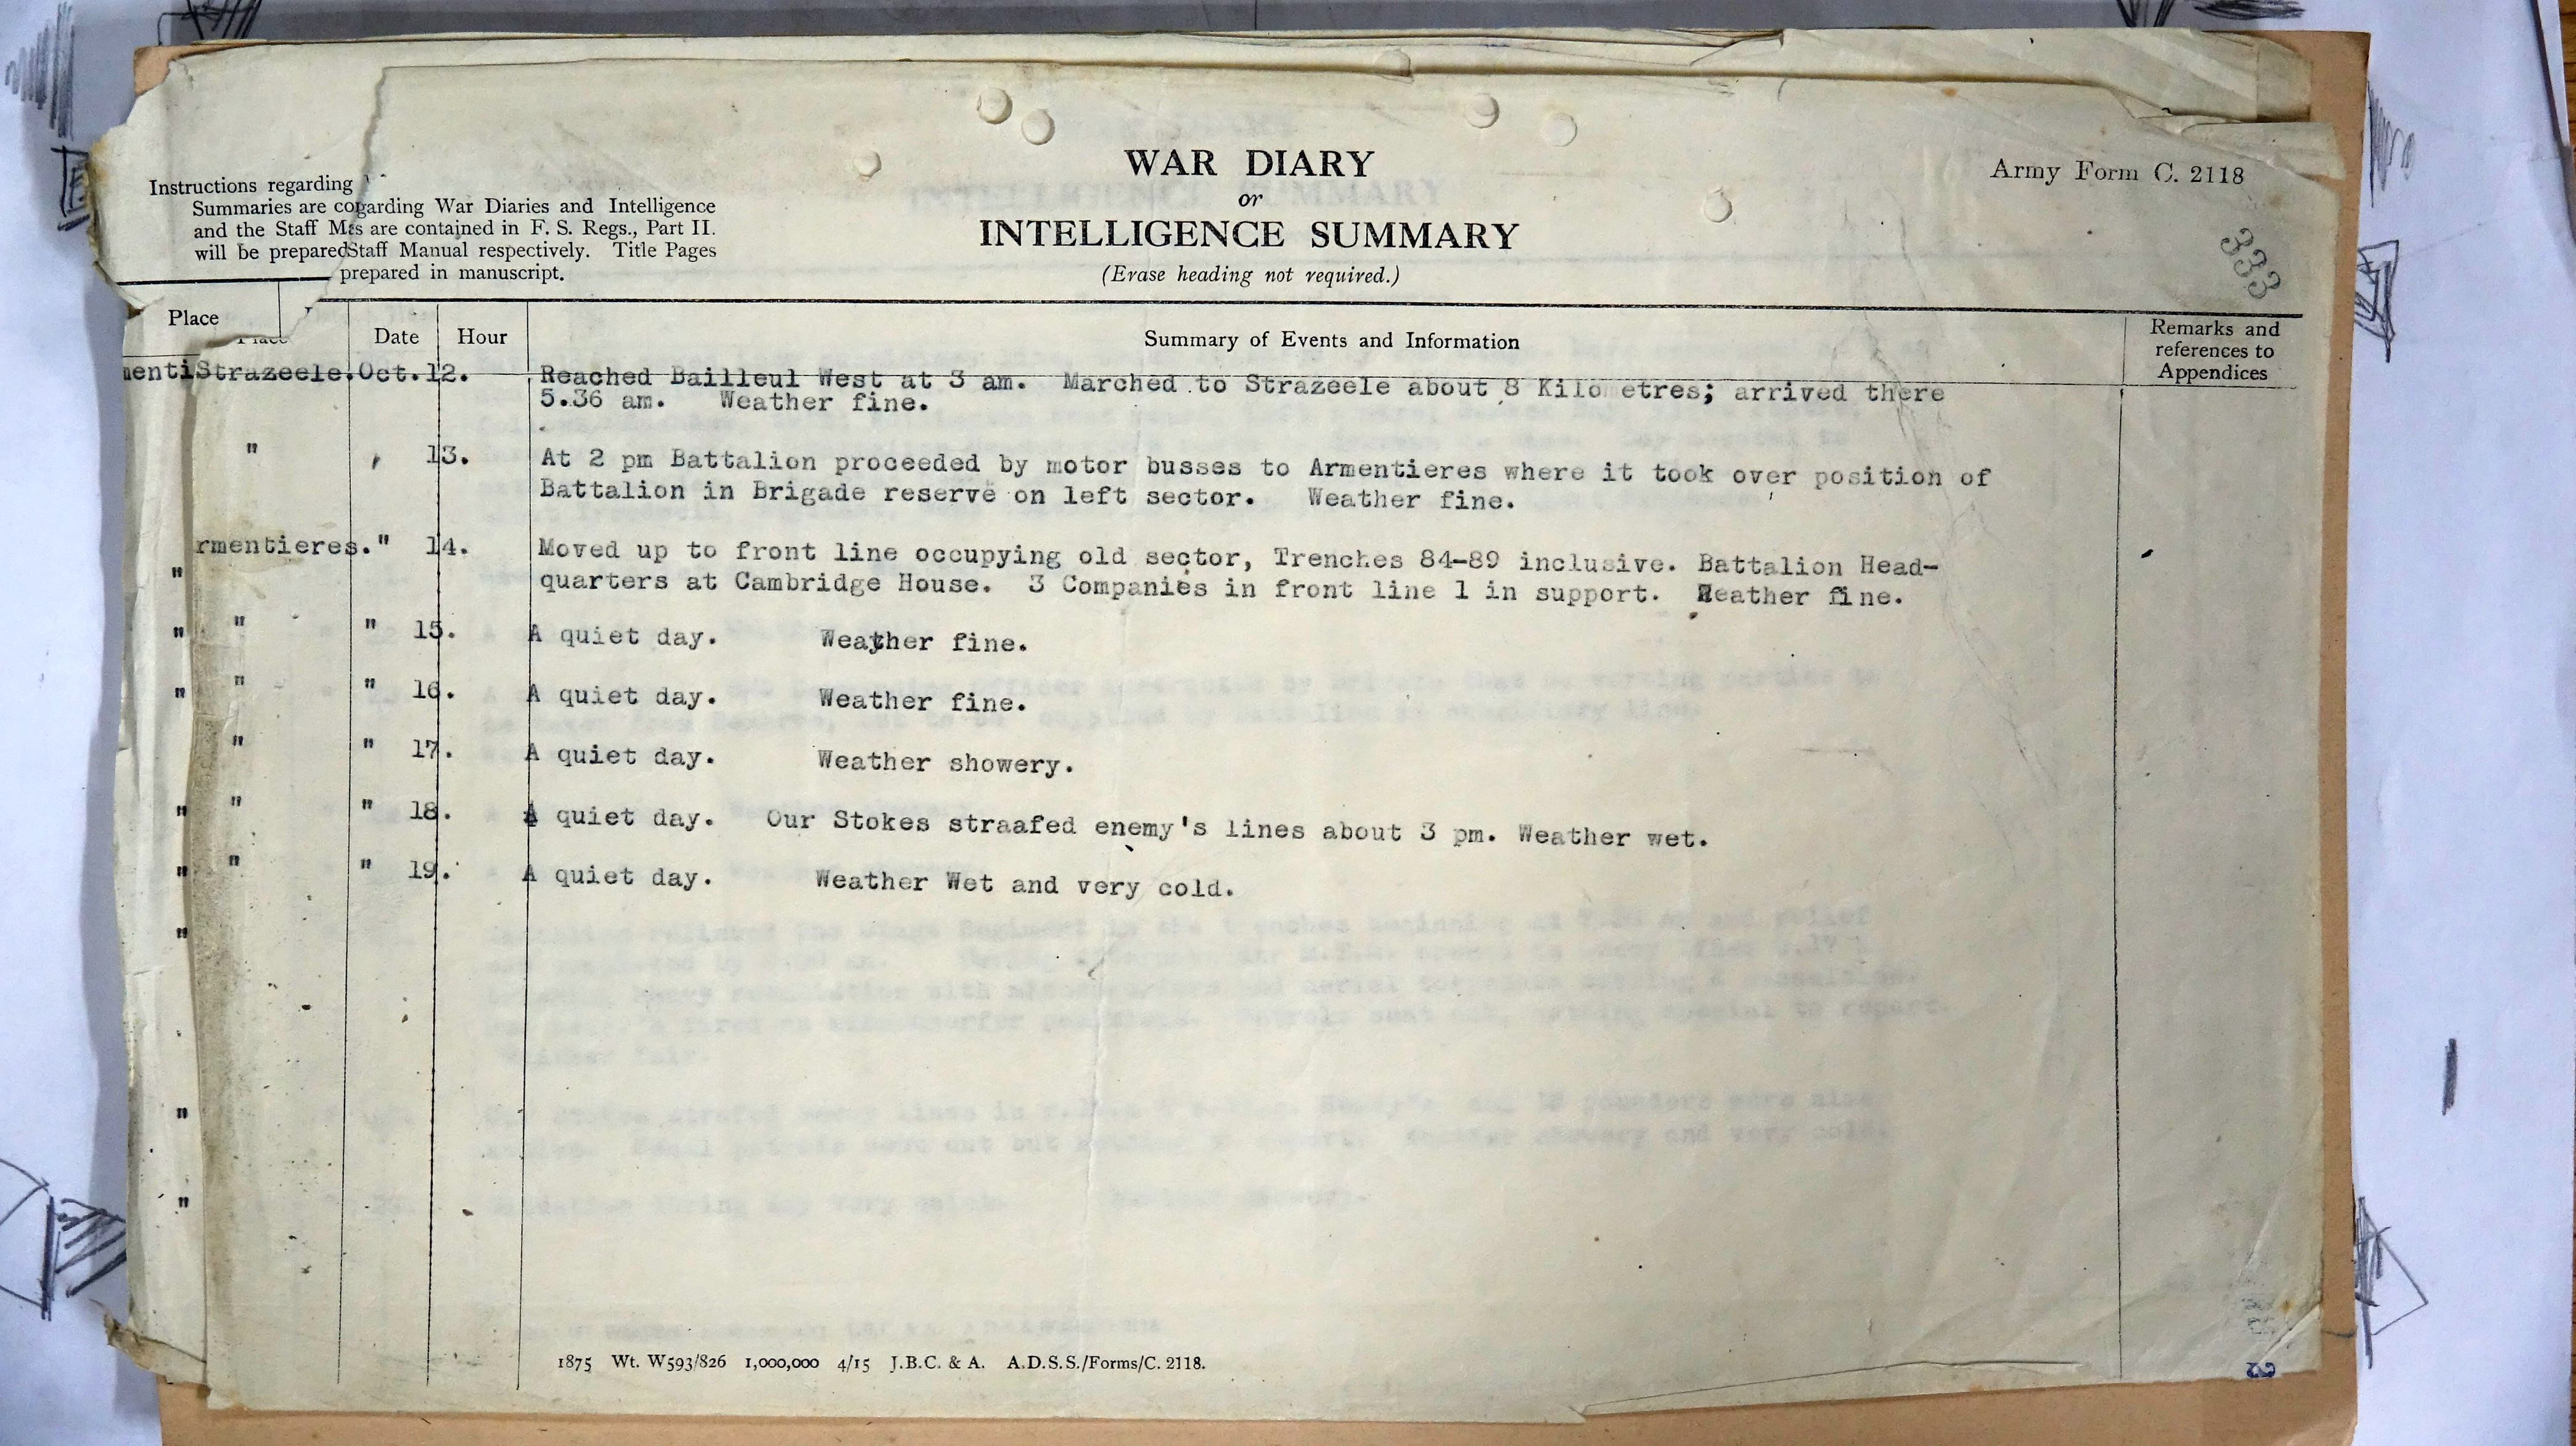 WAR DIARY
or
INTELLIGENCE SUMMARY
(Erase heading not required.)
Army Form C. 2118
333
Instructions regarding
Summaries are co garding War Diaries and Intelligence
and the Staff M s are contained in F. S. Regs., Part II.
will be prepared Staff Manual respectively. Title Pages
prepared in manuscript.
Place Date Hour Summary of Events and Information Remarks and references to Appendices
menti Strazeele. Oct. 12. Reached Bailleul West at 3 am. Marched to Strazeele about 8 Kilo etres; arrived there
5.36 am. Weather fine.
" , 13. At 2 pm Battalion proceeded by motor busses to Armentieres where it took over position of
Battalion in Brigade reserve on left sector. Weather fine.
rmentieres. " 14. Moved up to front line occupying old sector, Trenches 84-89 inclusive. Battalion Head-
" quarters at Cambridge House. 3 Companies in front line 1 in support. Weather fine.
" " " 15. A quiet day. Weather fine.
" " " 16. A quiet day. Weather fine.
" " 17. A quiet day. Weather showery.
" " " 18. A quiet day. Our Stokes straafed enemy's lines about 3 pm. Weather wet.
" " " 19. A quiet day. Weather Wet and very cold.
"
"
"
1875 Wt. W593/826 1,000,000 4/15 J.B.C. & A. A.D.S.S./Forms/C. 2118.